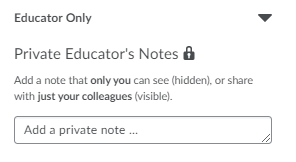 Educator Only
Private Educator's Notes
Add a note that only you can see (hidden), or share
with just your colleagues (visible).
Add a private note ...